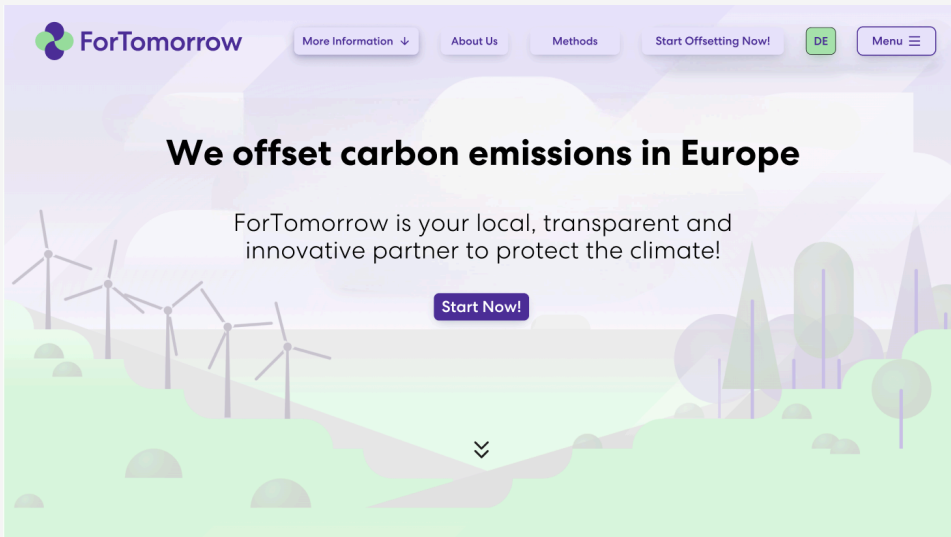 ForTomorrow
More Information ↓
About Us
Methods
Start Offsetting Now!
DE
Menu
We offset carbon emissions in Europe
ForTomorrow is your local, transparent and
innovative partner to protect the climate!
Start Now!